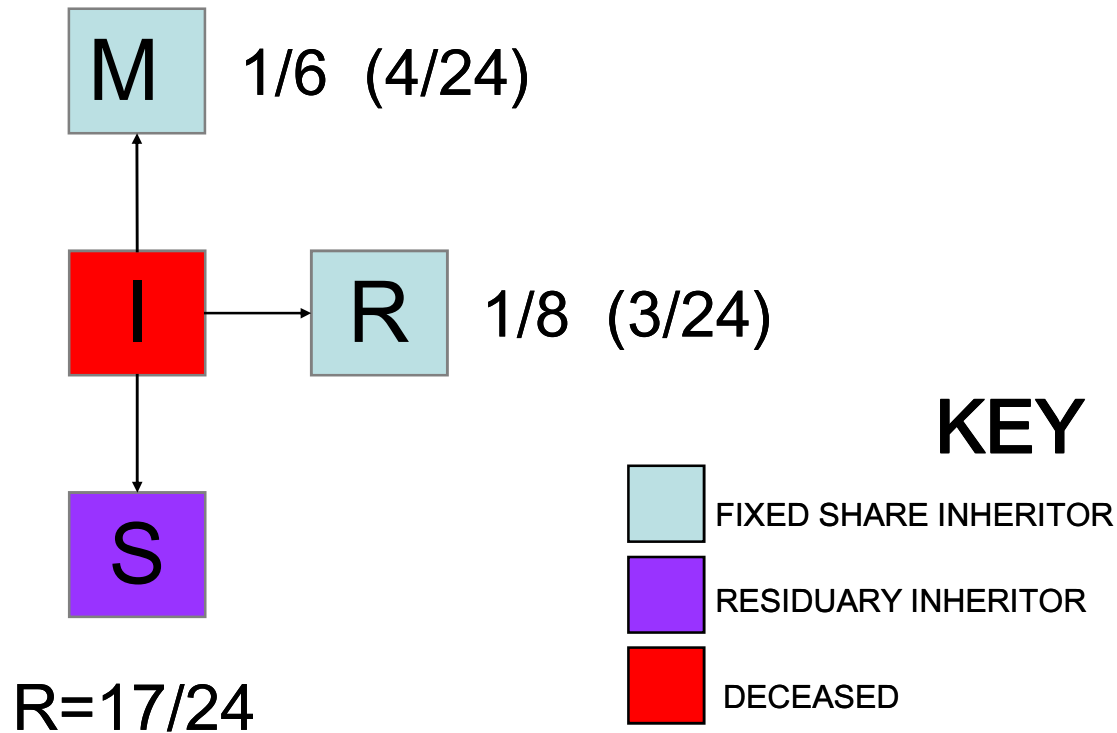 M 1/6 (4/24)
I R 1/8 (3/24)
KEY
FIXED SHARE INHERITOR
S
RESIDUARY INHERITOR
DECEASED
R=17/24